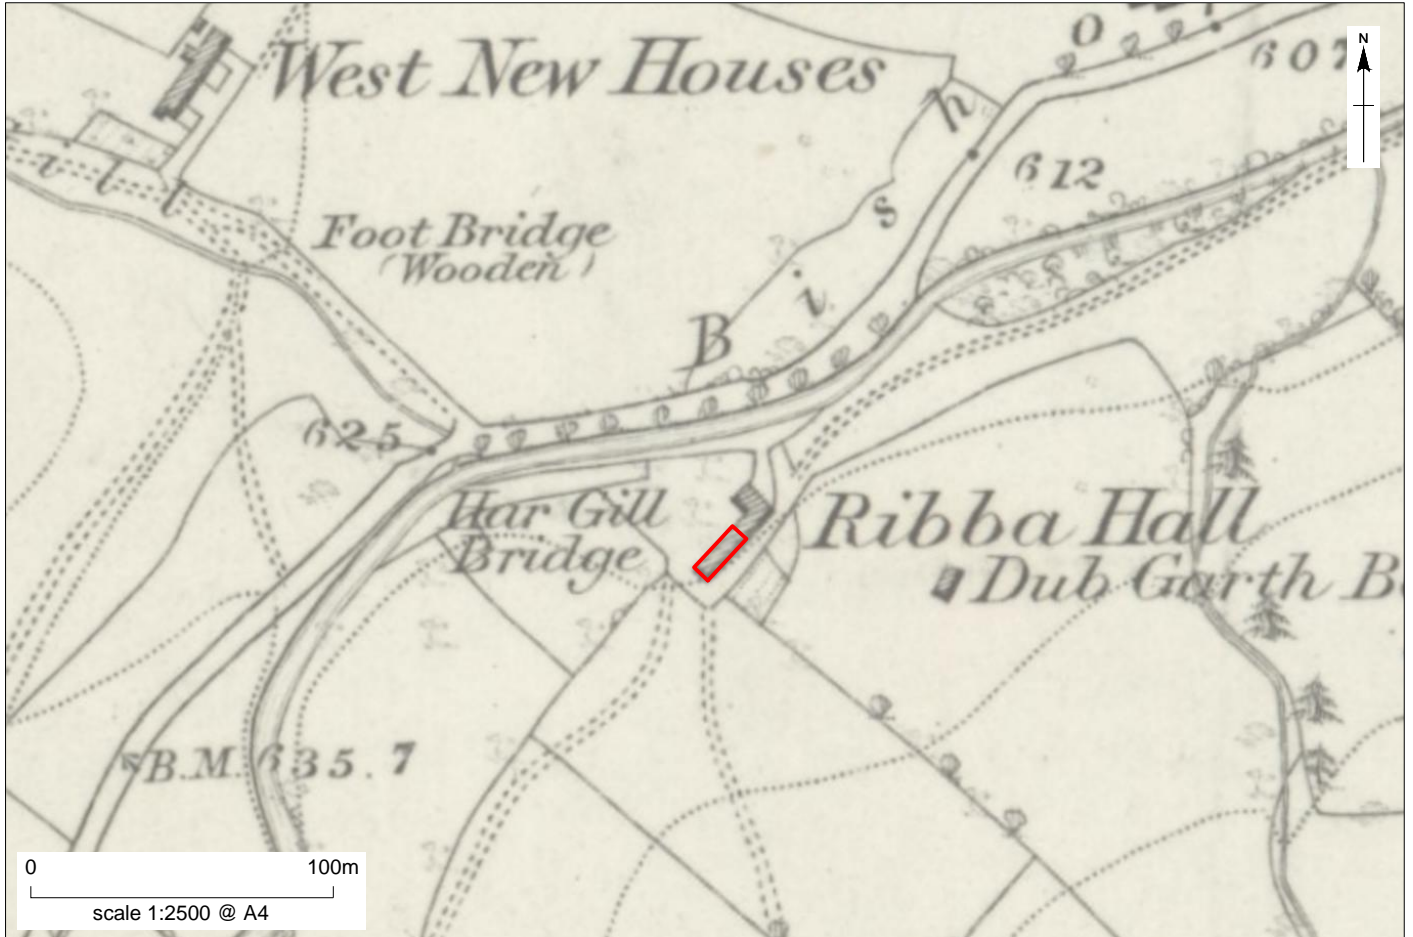 West New Houses
607
N
612
Foot Bridge
(Wooden)
Bish
625
Har Gill
Bridge
Ribba Hall
Dub Garth B
B.M. 635.7
0 100m
scale 1:2500 @ A4